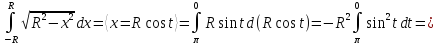 ∫_{-R}^{R} √(R²−x²) dx=(x=R cos t)=∫_{π}^{0} R sin t d(R cos t)=−R²∫_{π}^{0} sin² t dt=¿